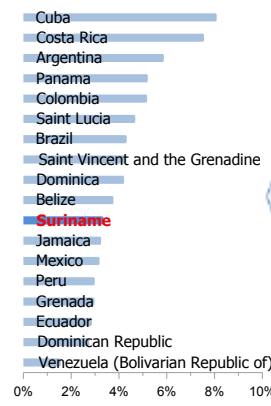 Cuba
Costa Rica
Argentina
Panama
Colombia
Saint Lucia
Brazil
Saint Vincent and the Grenadine
Dominica
Belize
Suriname
Jamaica
Mexico
Peru
Grenada
Ecuador
Dominican Republic
Venezuela (Bolivarian Republic of)
0% 2% 4% 6% 8% 10%